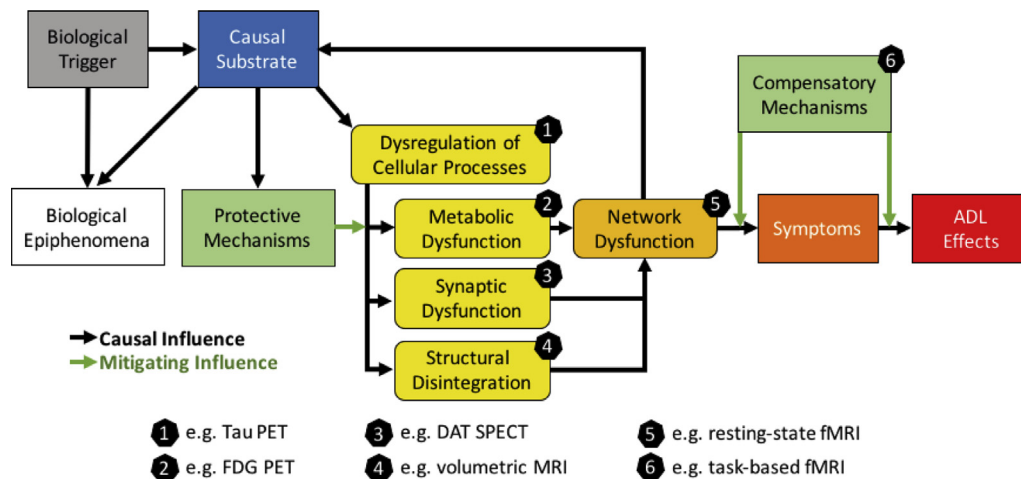 Biological
Trigger
Causal
Substrate
6
Compensatory
Mechanisms
1
Dysregulation of
Cellular Processes
Biological
Epiphenomena
Protective
Mechanisms
2
Metabolic
Dysfunction
5
Network
Dysfunction
Symptoms
ADL
Effects
3
Synaptic
Dysfunction
4
Structural
Disintegration
Causal Influence
Mitigating Influence
1 e.g. Tau PET
3 e.g. DAT SPECT
5 e.g. resting-state fMRI
2 e.g. FDG PET
4 e.g. volumetric MRI
6 e.g. task-based fMRI